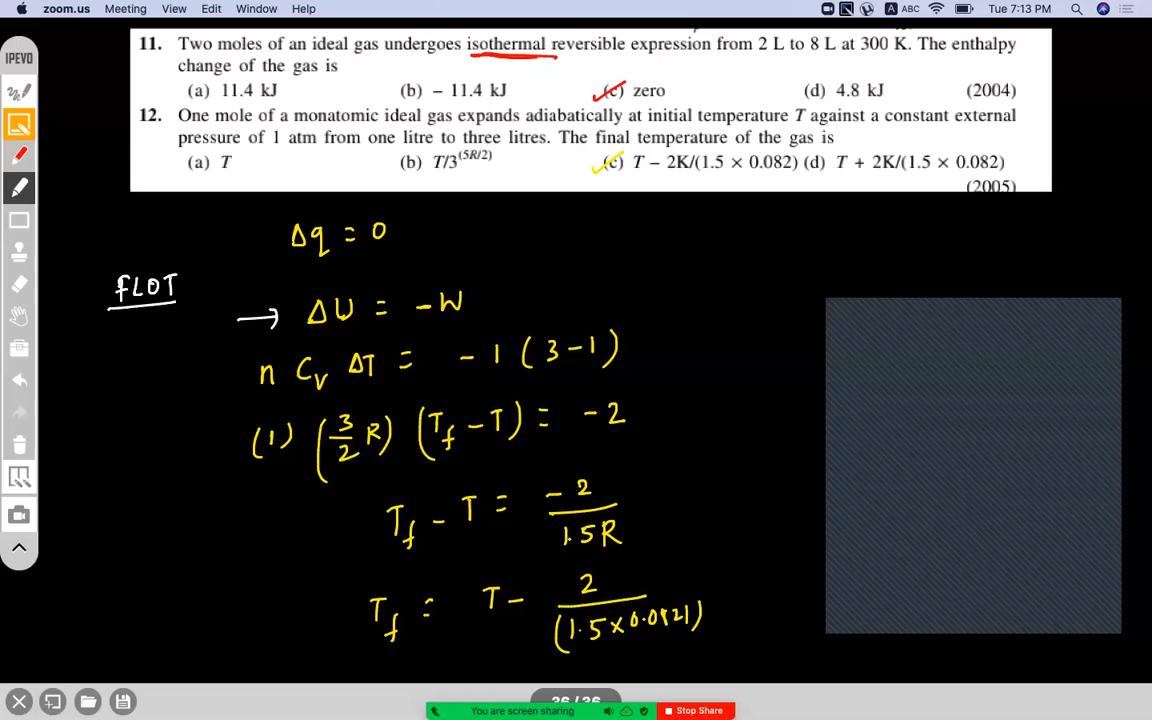 zoom.us Meeting View Edit Window Help ABC Tue 7:13 PM
IPEVO
11. Two moles of an ideal gas undergoes isothermal reversible expression from 2 L to 8 L at 300 K. The enthalpy
change of the gas is
(a) 11.4 kJ (b) – 11.4 kJ (c) zero (d) 4.8 kJ (2004)
12. One mole of a monatomic ideal gas expands adiabatically at initial temperature T against a constant external
pressure of 1 atm from one litre to three litres. The final temperature of the gas is
(a) T (b) T/3^(5R/2) (c) T – 2K/(1.5 × 0.082) (d) T + 2K/(1.5 × 0.082)
(2005)
Δq = 0
FLOT
→ ΔU = -W
n Cv ΔT = - 1 ( 3 - 1 )
(1) (3/2 R) (Tf - T) = - 2
Tf - T = -2 / 1.5R
Tf = T - 2 / (1.5 × 0.0821)
36 / 36
You are screen sharing Stop Share